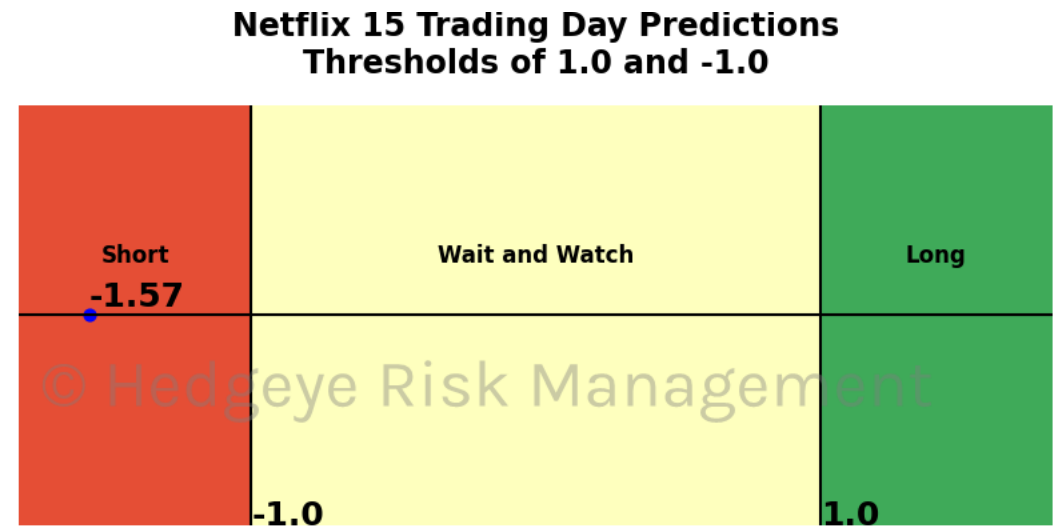 Netflix 15 Trading Day Predictions
Thresholds of 1.0 and -1.0
Short
Wait and Watch
Long
-1.57
© Hedgeye Risk Management
-1.0
1.0